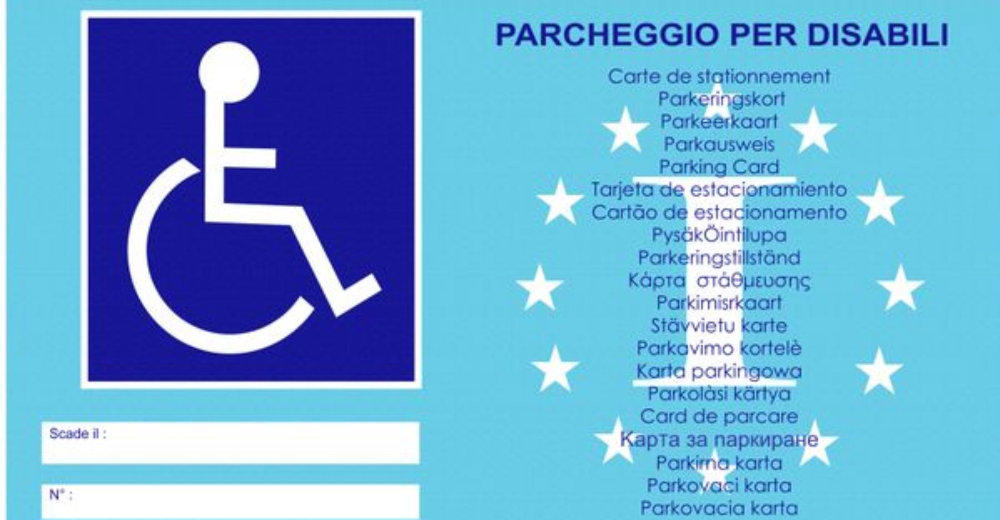 Scade il :
N° :
PARCHEGGIO PER DISABILI
Carte de stationnement
Parkeringskort
Parkeerkaart
Parkausweis
Parking Card
Tarjeta de estacionamiento
Cartão de estacionamento
PysäkÖintilupa
Parkeringstillständ
Κάρτα στάθμευσης
Parkimisrkaart
Stävvietu karte
Parkavimo kortelè
Karta parkingowa
Parkolàsi kärtya
Card de parcare
Карта за паркиране
Parkirna karta
Parkovaci karta
Parkovacia karta
I